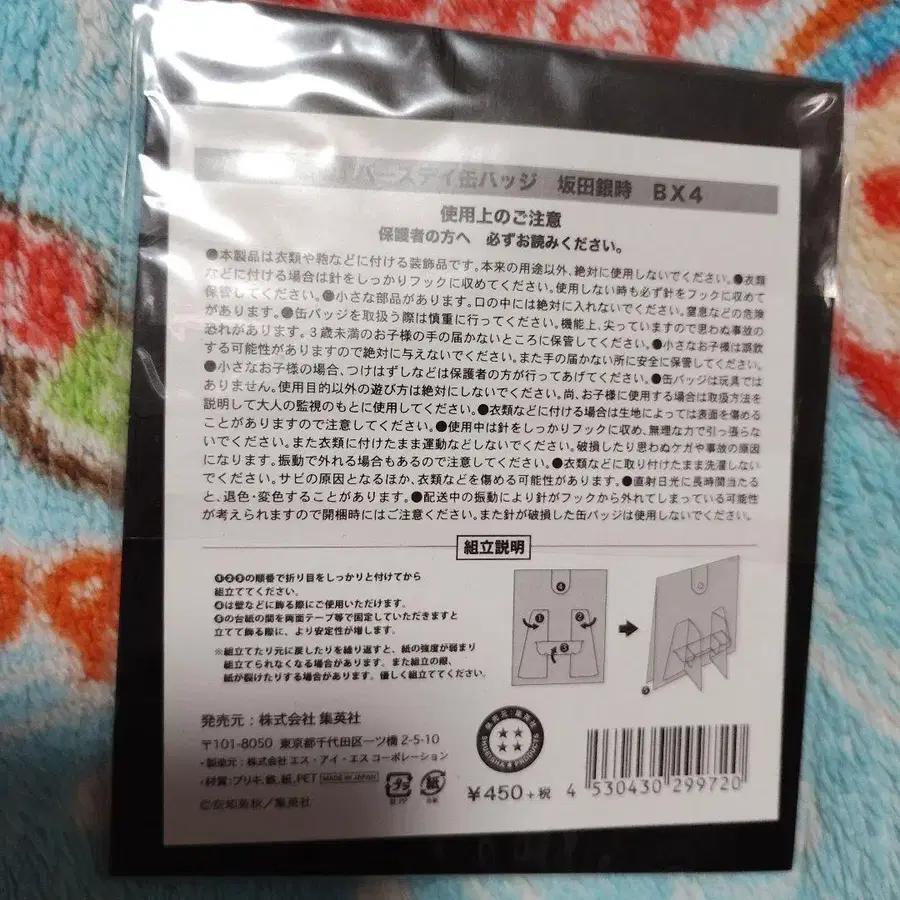 バースデイ缶バッジ 坂田銀時 BX4
使用上のご注意
保護者の方へ 必ずお読みください。
●本製品は衣類や鞄などに付ける装飾品です。本来の用途以外、絶対に使用しないでください。●衣類
などに付ける場合は針をしっかりフックに収めてください。使用しない時も必ず針をフックに収めて
保管してください。●小さな部品があります。口の中には絶対に入れないでください。窒息などの危険
があります。●缶バッジを取扱う際は慎重に行ってください。機能上、尖っていますので思わぬ事故の
恐れがあります。3歳未満のお子様の手の届かないところに保管してください。●小さなお子様は誤飲
する可能性がありますので絶対に与えないでください。また手の届かない所に安全に保管してください。
●小さなお子様の場合、つけはずしなどは保護者の方が行ってあげてください。●缶バッジは玩具では
ありません。使用目的以外の遊び方は絶対にしないでください。尚、お子様に使用する場合は取扱方法を
説明して大人の監視のもとに使用してください。●衣類などに付ける場合は生地によっては表面を傷める
ことがありますので注意してください。●使用中は針をしっかりフックに収め、無理な力で引っ張らな
いでください。また衣類に付けたまま運動などしないでください。破損したり思わぬケガや事故の原因
になります。振動で外れる場合もあるので注意してください。●衣類などに取り付けたまま洗濯しない
でください。サビの原因となるほか、衣類などを傷める可能性があります。●直射日光に長時間当たる
と、退色・変色することがあります。●配送中の振動により針がフックから外れてしまっている可能性
が考えられますので開梱時にはご注意ください。また針が破損した缶バッジは使用しないでください。
組立説明
❶❷❸の順番で折り目をしっかりと付けてから
組立ててください。
❹は壁などに飾る際にご使用いただけます。
❺の台紙の間を両面テープ等で固定していただきますと
立てて飾る際に、より安定性が増します。
※組立てたり元に戻したりを繰り返すと、紙の強度が弱まり
組立てられなくなる場合があります。また組立の際、
紙が裂けたりする場合があります。優しく組立ててください。
❹
❶ ❷
❸
❺
発売元：株式会社 集英社
〒101-8050 東京都千代田区一ツ橋 2-5-10
・製造元：株式会社 エス・アイ・エス コーポレーション
・材質：ブリキ、鉄、紙、PET MADE IN JAPAN
©空知英秋／集英社
発売元・集英社
SHUEISHA PRODUCTS
プラ
紙
¥450+税
4 530430 299720